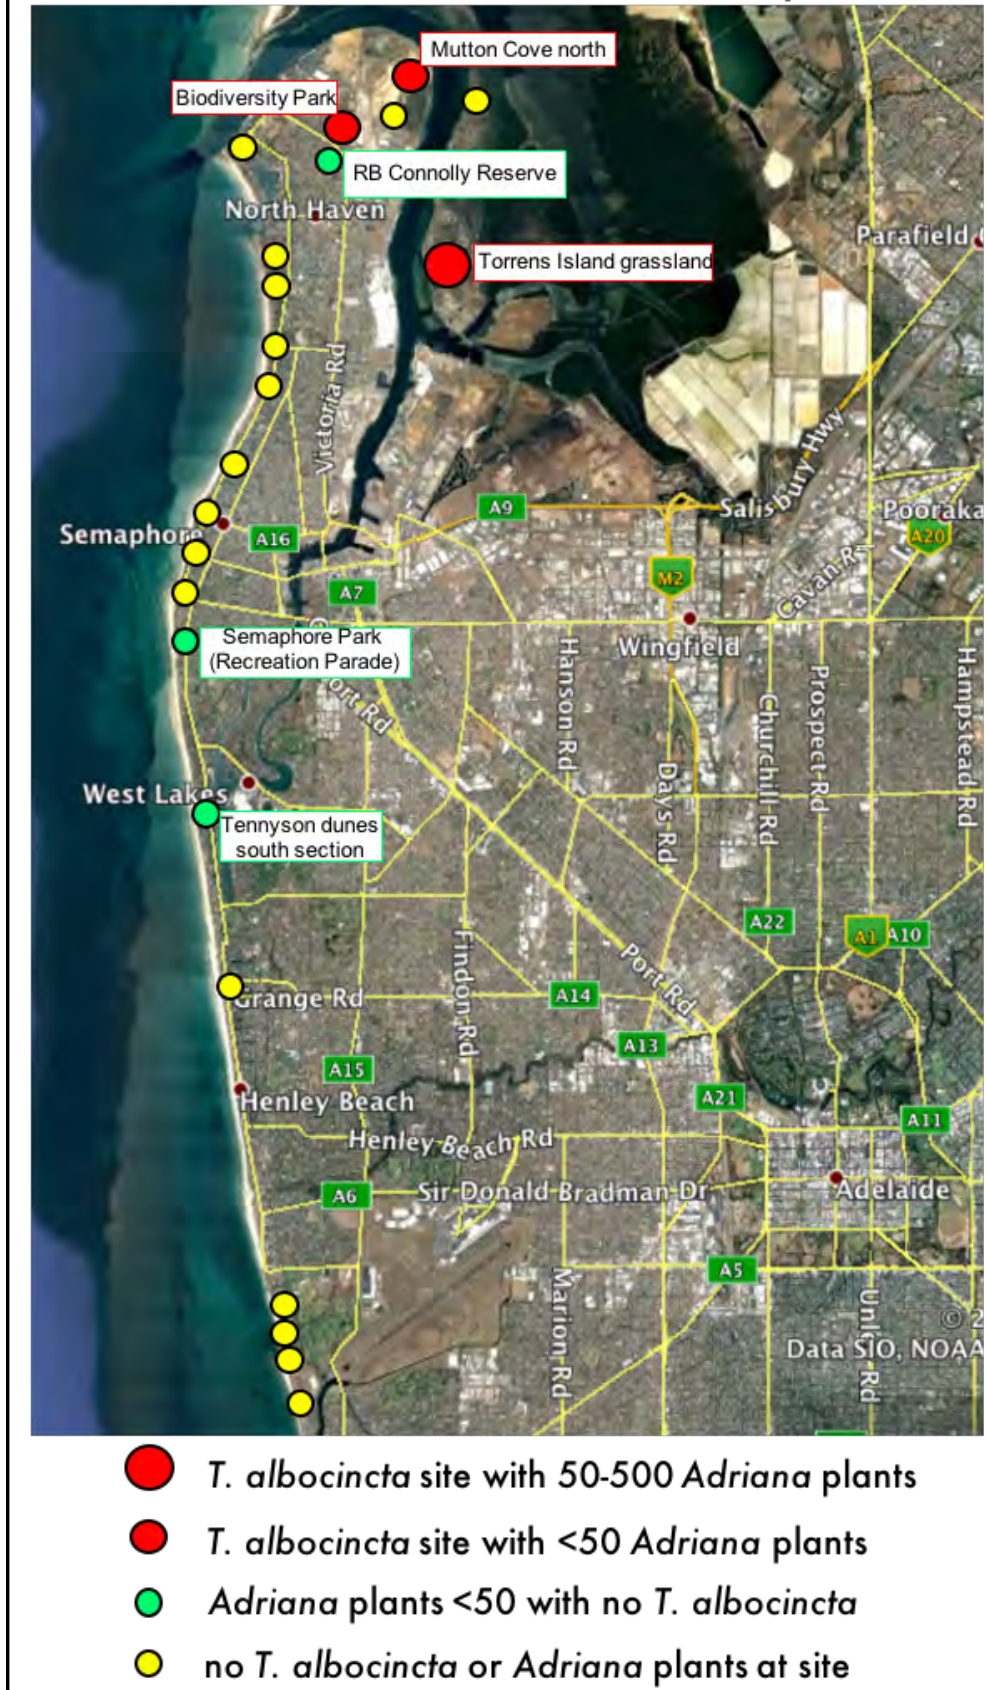 Mutton Cove north
Biodiversity Park
RB Connolly Reserve
North Haven
Parafield
Torrens Island grassland
Victoria Rd
Salisbury Hwy
A9
Semaphore
A16
Pooraka
A20
M2
A7
Cavan Rd
Semaphore Park
(Recreation Parade)
Wingfield
Port Rd
Hanson Rd
Prospect Rd
Churchill Rd
Hampstead Rd
Days Rd
West Lakes
Tennyson dunes
south section
A22
A1
A10
Findon Rd
Port Rd
Grange Rd
A14
A13
A15
A21
Henley Beach
A11
Henley Beach Rd
A6
Sir Donald Bradman Dr
Adelaide
A5
Marion Rd
Unley Rd
© 2
Data SIO, NOAA
T. albocincta site with 50-500 Adriana plants
T. albocincta site with <50 Adriana plants
Adriana plants <50 with no T. albocincta
no T. albocincta or Adriana plants at site